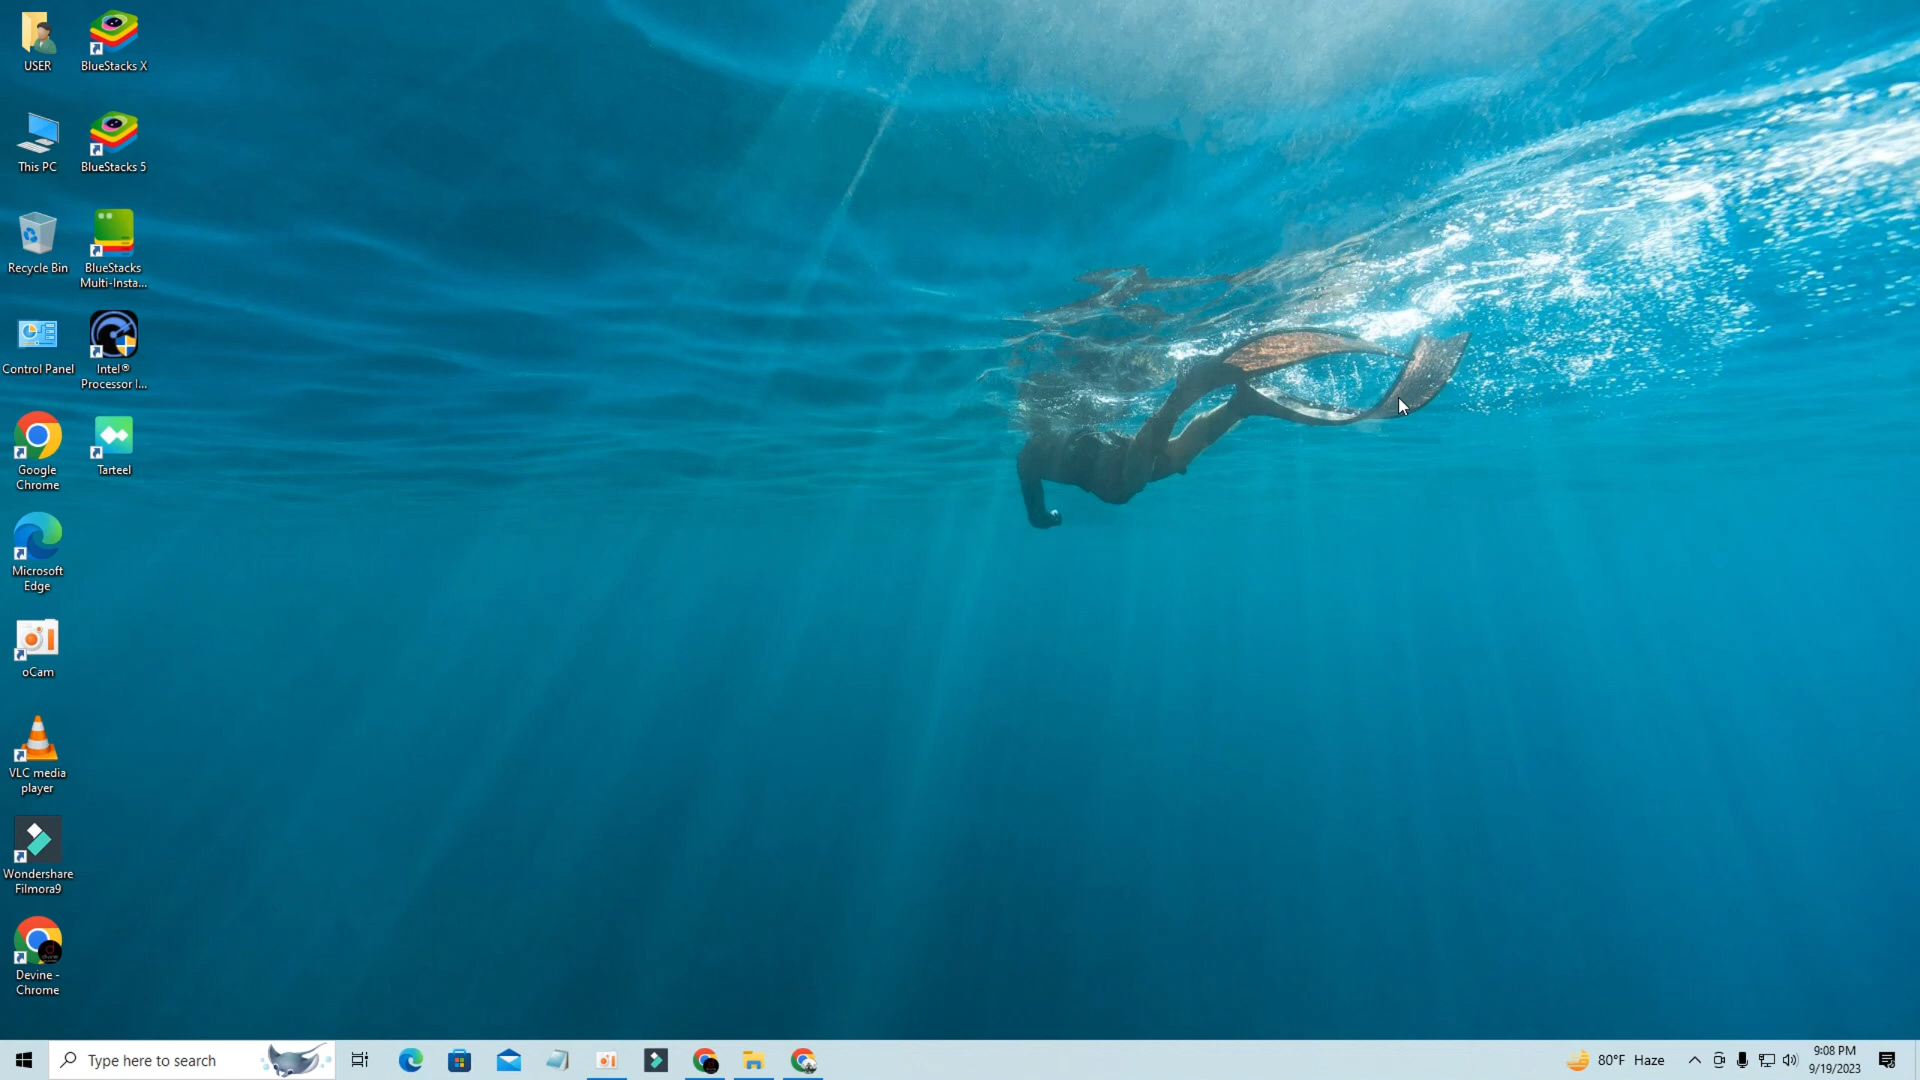 USER
BlueStacks X
This PC
BlueStacks 5
Recycle Bin
BlueStacks
Multi-Insta...
Control Panel
Intel®
Processor I...
Google
Chrome
Tarteel
Microsoft
Edge
oCam
VLC media
player
Wondershare
Filmora9
Devine -
Chrome
Type here to search
80°F Haze
9:08 PM
9/19/2023